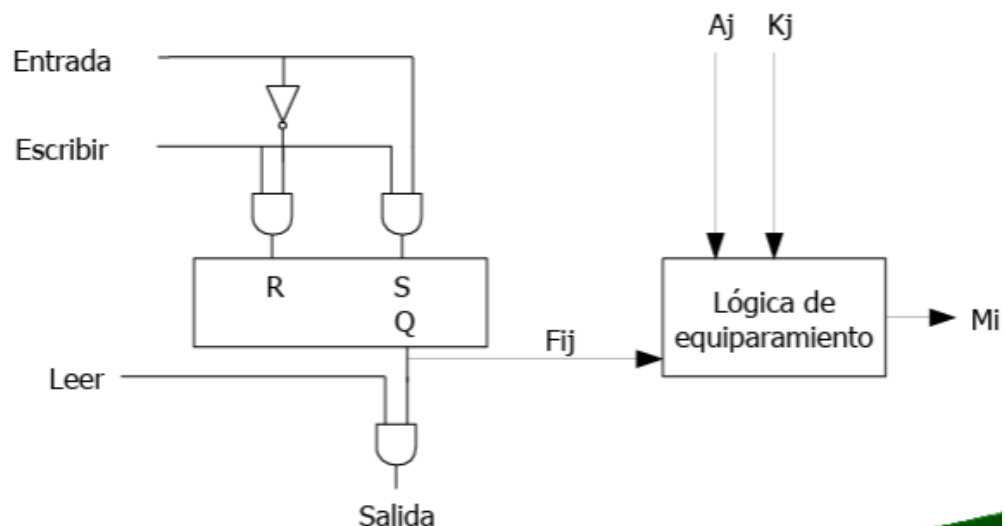 Aj Kj
Entrada
Escribir
R S
Q
Lógica de
equiparamiento
Mi
Fij
Leer
Salida